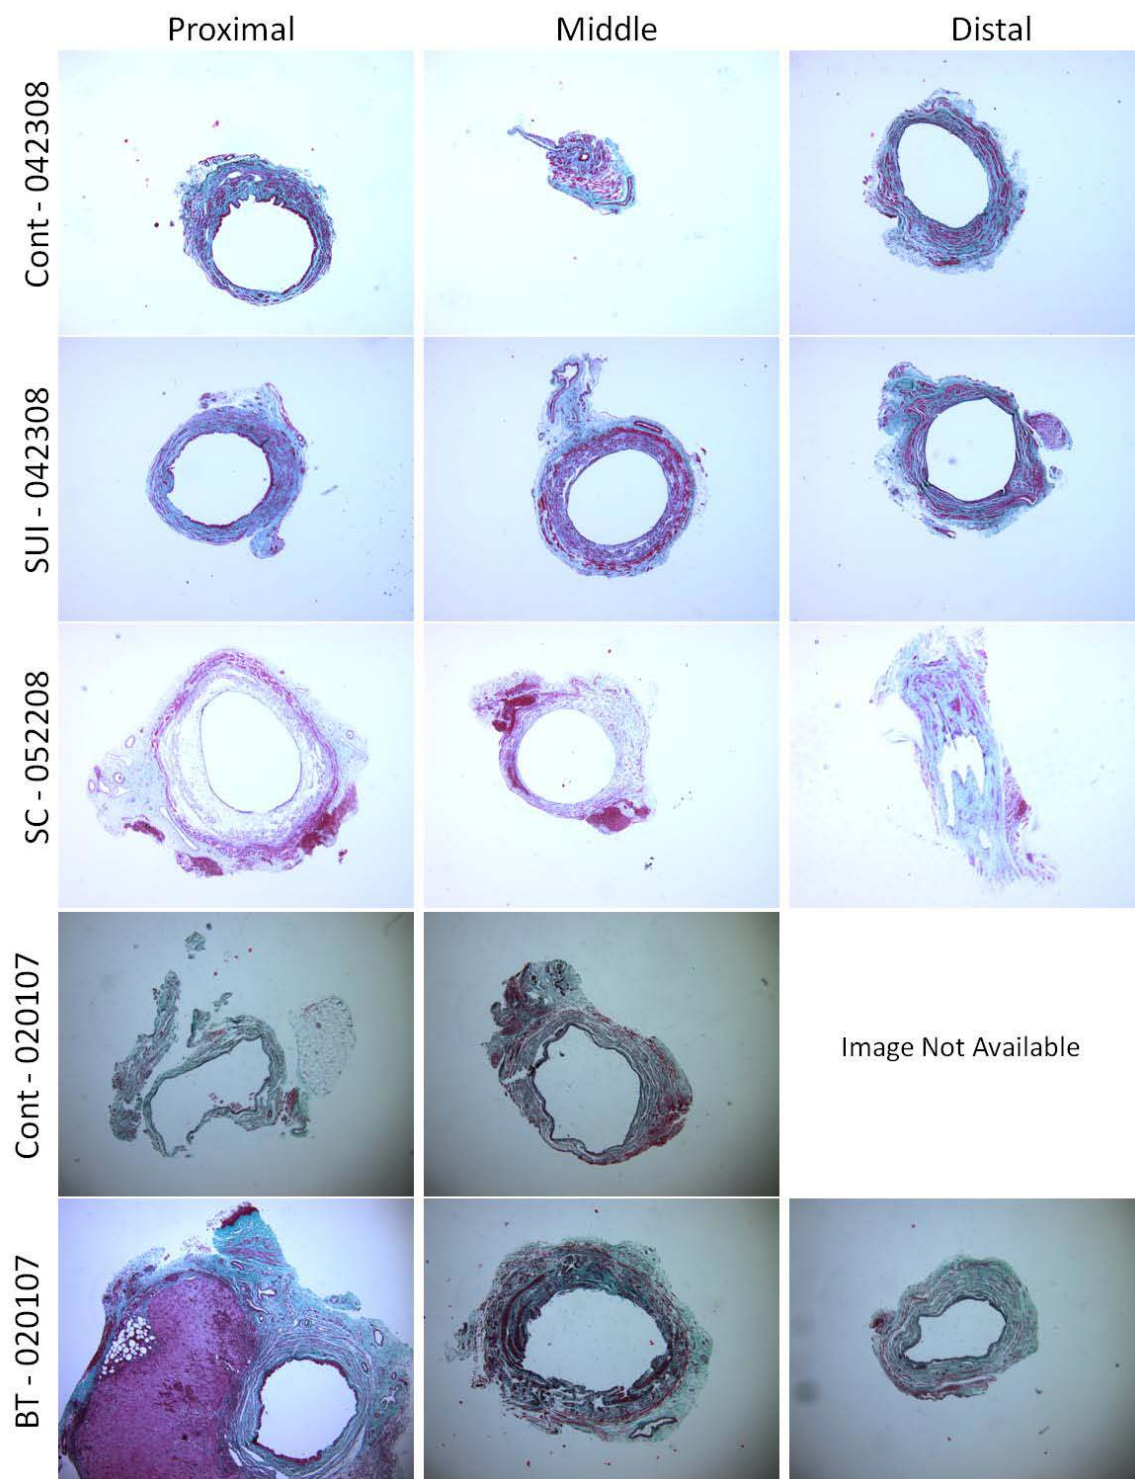 Proximal
Middle
Distal
Cont - 042308
SUI - 042308
SC - 052208
Cont - 020107
Image Not Available
BT - 020107